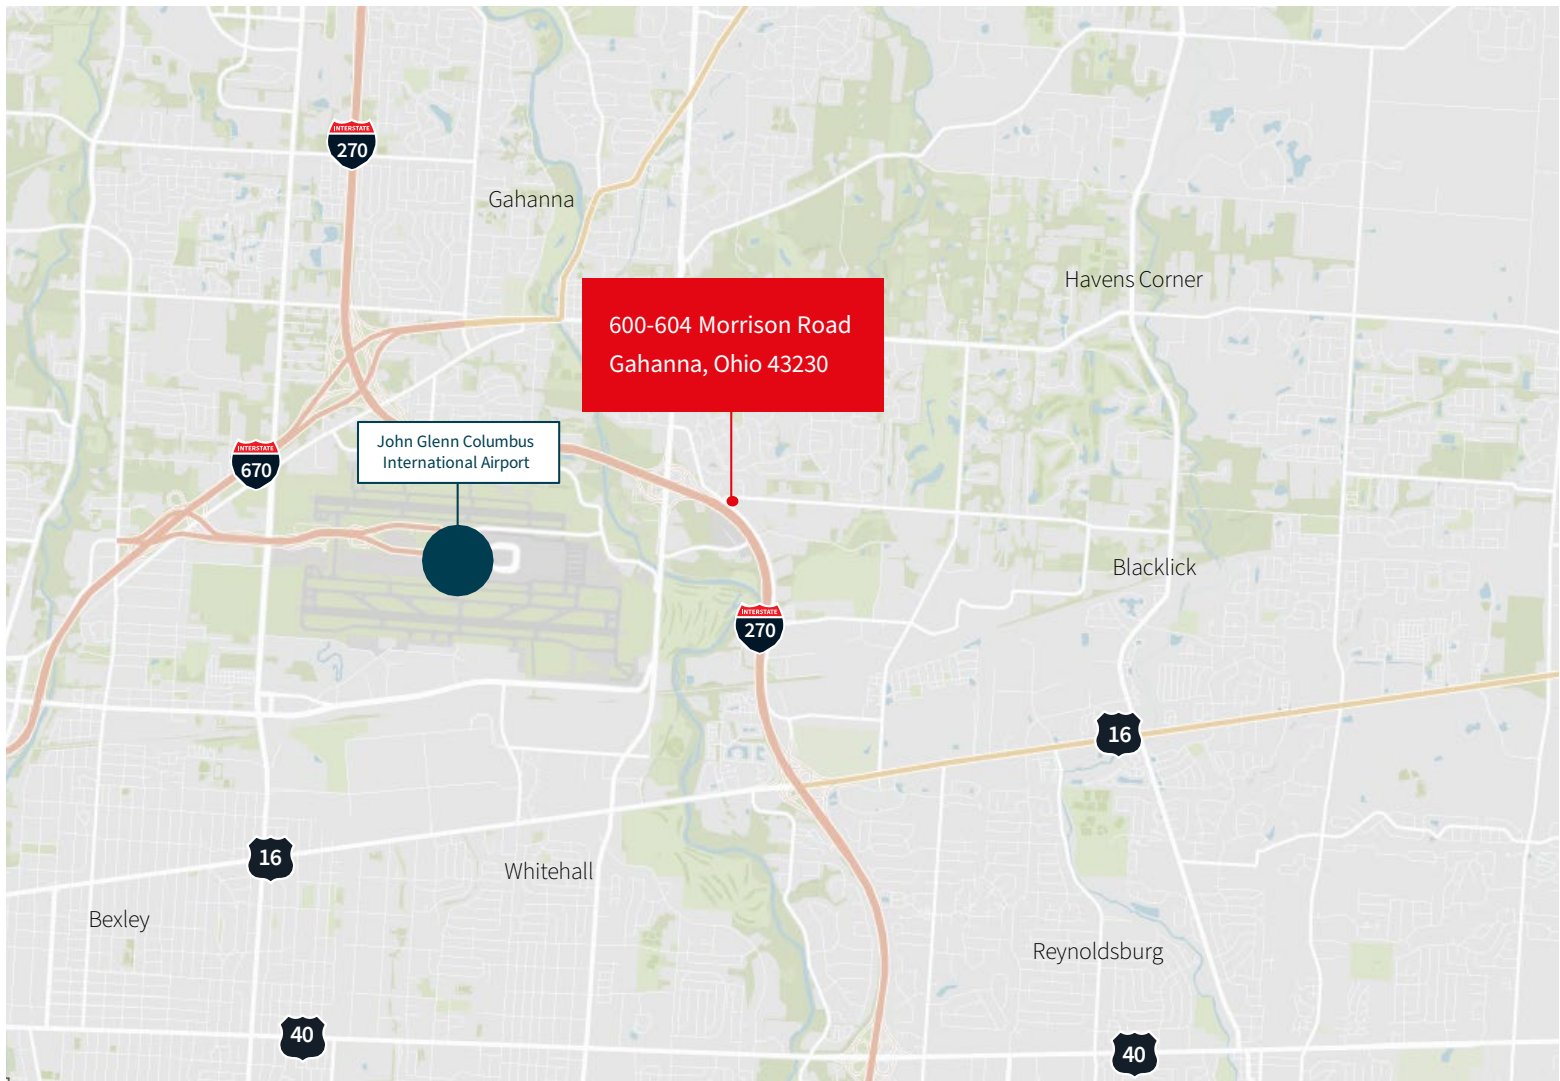 INTERSTATE
270
Gahanna
Havens Corner
600-604 Morrison Road
Gahanna, Ohio 43230
John Glenn Columbus
International Airport
INTERSTATE
670
Blacklick
INTERSTATE
270
16
16
Whitehall
Bexley
Reynoldsburg
40
40